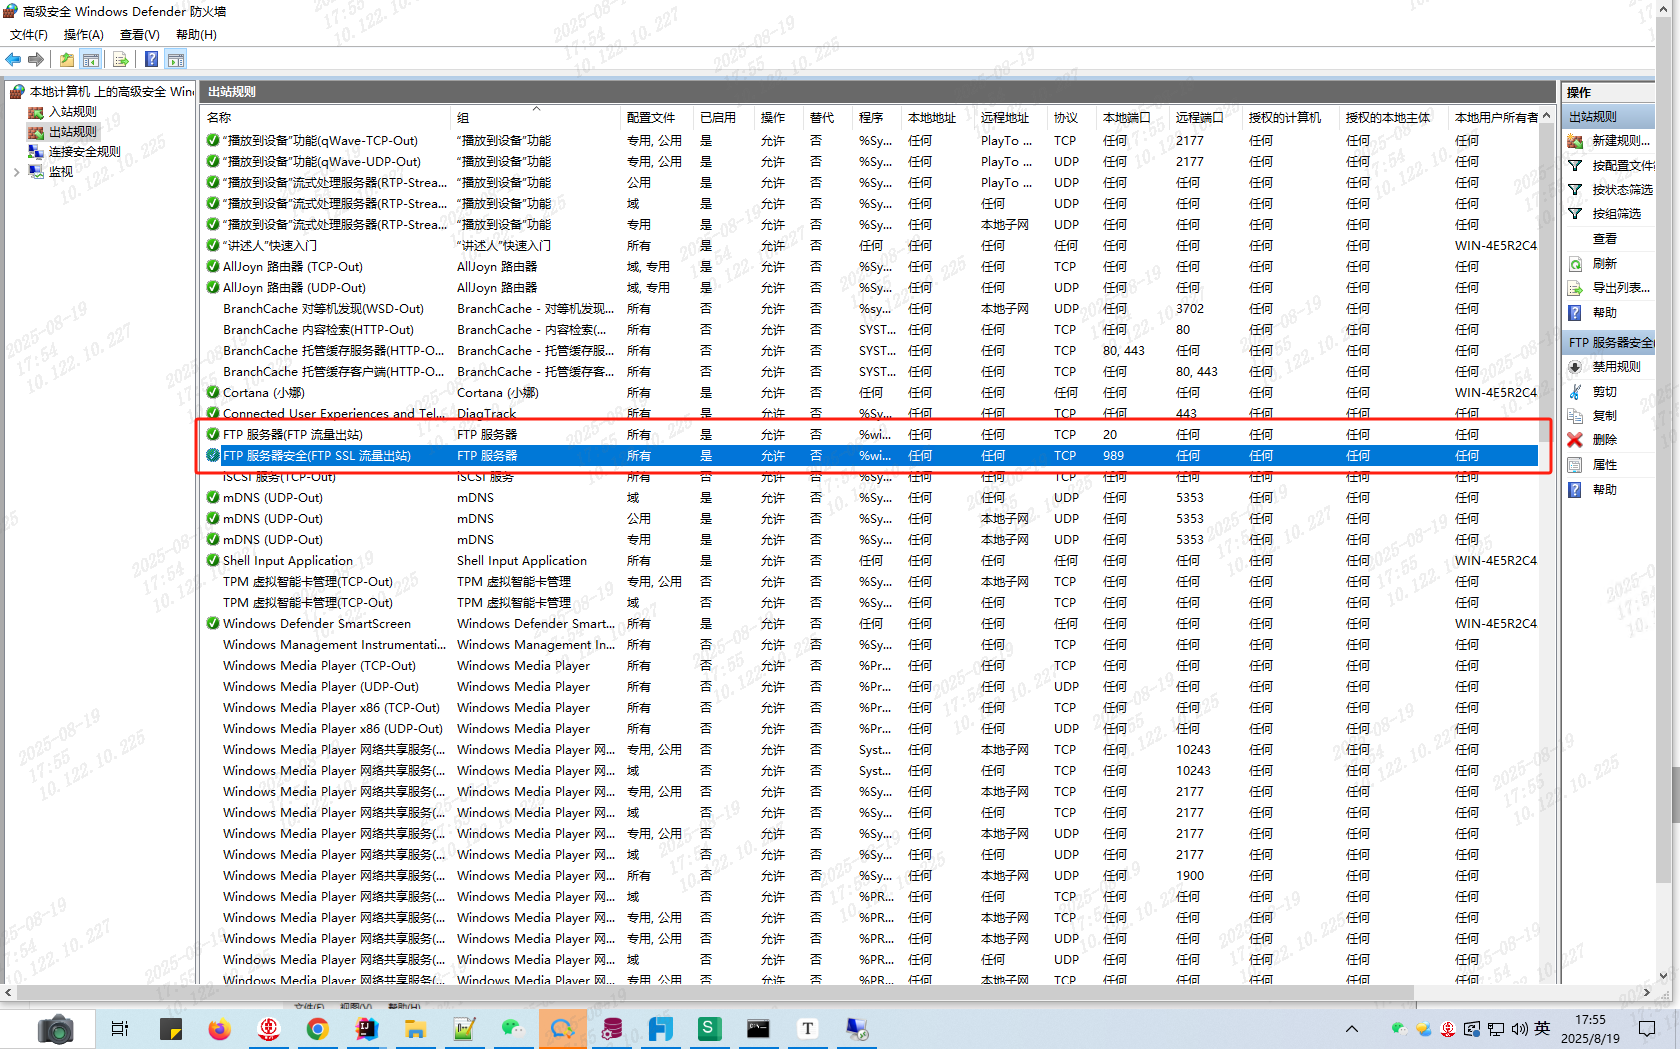 高级安全 Windows Defender 防火墙
文件(F) 操作(A) 查看(V) 帮助(H)
本地计算机 上的高级安全 Win
入站规则
出站规则
连接安全规则
监视
出站规则
名称 组 配置文件 已启用 操作 替代 程序 本地地址 远程地址 协议 本地端口 远程端口 授权的计算机 授权的本地主体 本地用户所有者
“播放到设备”功能(qWave-TCP-Out) “播放到设备”功能 专用, 公用 是 允许 否 %Sy... 任何 PlayTo ... TCP 任何 2177 任何 任何 任何
“播放到设备”功能(qWave-UDP-Out) “播放到设备”功能 专用, 公用 是 允许 否 %Sy... 任何 PlayTo ... UDP 任何 2177 任何 任何 任何
“播放到设备”流式处理服务器(RTP-Strea... “播放到设备”功能 公用 是 允许 否 %Sy... 任何 PlayTo ... UDP 任何 任何 任何 任何 任何
“播放到设备”流式处理服务器(RTP-Strea... “播放到设备”功能 域 是 允许 否 %Sy... 任何 任何 UDP 任何 任何 任何 任何 任何
“播放到设备”流式处理服务器(RTP-Strea... “播放到设备”功能 专用 是 允许 否 %Sy... 任何 本地子网 UDP 任何 任何 任何 任何 任何
“讲述人”快速入门 “讲述人”快速入门 所有 是 允许 否 任何 任何 任何 任何 任何 任何 任何 任何 WIN-4E5R2C4
AllJoyn 路由器 (TCP-Out) AllJoyn 路由器 域, 专用 是 允许 否 %Sy... 任何 任何 TCP 任何 任何 任何 任何 任何
AllJoyn 路由器 (UDP-Out) AllJoyn 路由器 域, 专用 是 允许 否 %Sy... 任何 任何 UDP 任何 任何 任何 任何 任何
BranchCache 对等机发现(WSD-Out) BranchCache - 对等机发现... 所有 否 允许 否 %sy... 任何 本地子网 UDP 任何 3702 任何 任何 任何
BranchCache 内容检索(HTTP-Out) BranchCache - 内容检索(... 所有 否 允许 否 SYST... 任何 任何 TCP 任何 80 任何 任何 任何
BranchCache 托管缓存服务器(HTTP-O... BranchCache - 托管缓存服... 所有 否 允许 否 SYST... 任何 任何 TCP 80, 443 任何 任何 任何 任何
BranchCache 托管缓存客户端(HTTP-O... BranchCache - 托管缓存客... 所有 否 允许 否 SYST... 任何 任何 TCP 任何 80, 443 任何 任何 任何
Cortana (小娜) Cortana (小娜) 所有 是 允许 否 任何 任何 任何 任何 任何 任何 任何 任何 WIN-4E5R2C4
Connected User Experiences and Tel... DiagTrack 所有 是 允许 否 %Sy... 任何 任何 TCP 任何 443 任何 任何 任何
FTP 服务器(FTP 流量出站) FTP 服务器 所有 是 允许 否 %wi... 任何 任何 TCP 20 任何 任何 任何 任何
FTP 服务器安全(FTP SSL 流量出站) FTP 服务器 所有 是 允许 否 %wi... 任何 任何 TCP 989 任何 任何 任何 任何
iSCSI 服务(TCP-Out) iSCSI 服务 所有 否 允许 否 %Sy... 任何 任何 TCP 任何 任何 任何 任何 任何
mDNS (UDP-Out) mDNS 域 是 允许 否 %Sy... 任何 任何 UDP 任何 5353 任何 任何 任何
mDNS (UDP-Out) mDNS 公用 是 允许 否 %Sy... 任何 本地子网 UDP 任何 5353 任何 任何 任何
mDNS (UDP-Out) mDNS 专用 是 允许 否 %Sy... 任何 本地子网 UDP 任何 5353 任何 任何 任何
Shell Input Application Shell Input Application 所有 是 允许 否 任何 任何 任何 任何 任何 任何 任何 任何 WIN-4E5R2C4
TPM 虚拟智能卡管理(TCP-Out) TPM 虚拟智能卡管理 专用, 公用 否 允许 否 %Sy... 任何 本地子网 TCP 任何 任何 任何 任何 任何
TPM 虚拟智能卡管理(TCP-Out) TPM 虚拟智能卡管理 域 否 允许 否 %Sy... 任何 任何 TCP 任何 任何 任何 任何 任何
Windows Defender SmartScreen Windows Defender Smart... 所有 是 允许 否 任何 任何 任何 任何 任何 任何 任何 任何 WIN-4E5R2C4
Windows Management Instrumentati... Windows Management In... 所有 否 允许 否 %Sy... 任何 任何 TCP 任何 任何 任何 任何 任何
Windows Media Player (TCP-Out) Windows Media Player 所有 否 允许 否 %Pr... 任何 任何 TCP 任何 任何 任何 任何 任何
Windows Media Player (UDP-Out) Windows Media Player 所有 否 允许 否 %Pr... 任何 任何 UDP 任何 任何 任何 任何 任何
Windows Media Player x86 (TCP-Out) Windows Media Player 所有 否 允许 否 %Pr... 任何 任何 TCP 任何 任何 任何 任何 任何
Windows Media Player x86 (UDP-Out) Windows Media Player 所有 否 允许 否 %Pr... 任何 任何 UDP 任何 任何 任何 任何 任何
Windows Media Player 网络共享服务(... Windows Media Player 网... 专用, 公用 否 允许 否 Syst... 任何 本地子网 TCP 任何 10243 任何 任何 任何
Windows Media Player 网络共享服务(... Windows Media Player 网... 域 否 允许 否 Syst... 任何 任何 TCP 任何 10243 任何 任何 任何
Windows Media Player 网络共享服务(... Windows Media Player 网... 专用, 公用 否 允许 否 %Sy... 任何 本地子网 TCP 任何 2177 任何 任何 任何
Windows Media Player 网络共享服务(... Windows Media Player 网... 域 否 允许 否 %Sy... 任何 任何 TCP 任何 2177 任何 任何 任何
Windows Media Player 网络共享服务(... Windows Media Player 网... 专用, 公用 否 允许 否 %Sy... 任何 本地子网 UDP 任何 2177 任何 任何 任何
Windows Media Player 网络共享服务(... Windows Media Player 网... 域 否 允许 否 %Sy... 任何 任何 UDP 任何 2177 任何 任何 任何
Windows Media Player 网络共享服务(... Windows Media Player 网... 所有 否 允许 否 %Sy... 任何 本地子网 UDP 任何 1900 任何 任何 任何
Windows Media Player 网络共享服务(... Windows Media Player 网... 域 否 允许 否 %PR... 任何 任何 TCP 任何 任何 任何 任何 任何
Windows Media Player 网络共享服务(... Windows Media Player 网... 专用, 公用 否 允许 否 %PR... 任何 本地子网 TCP 任何 任何 任何 任何 任何
Windows Media Player 网络共享服务(... Windows Media Player 网... 专用, 公用 否 允许 否 %PR... 任何 本地子网 UDP 任何 任何 任何 任何 任何
Windows Media Player 网络共享服务(... Windows Media Player 网... 域 否 允许 否 %PR... 任何 任何 UDP 任何 任何 任何 任何 任何
Windows Media Player 网络共享服务(... Windows Media Player 网... 专用, 公用 否 允许 否 %PR... 任何 本地子网 TCP 任何 任何 任何 任何 任何
操作
出站规则
新建规则...
按配置文件
按状态筛选
按组筛选
查看
刷新
导出列表...
帮助
FTP 服务器安全(
禁用规则
剪切
复制
删除
属性
帮助
文件(F) 视图(V) 帮助(H)
英
17:55
2025/8/19